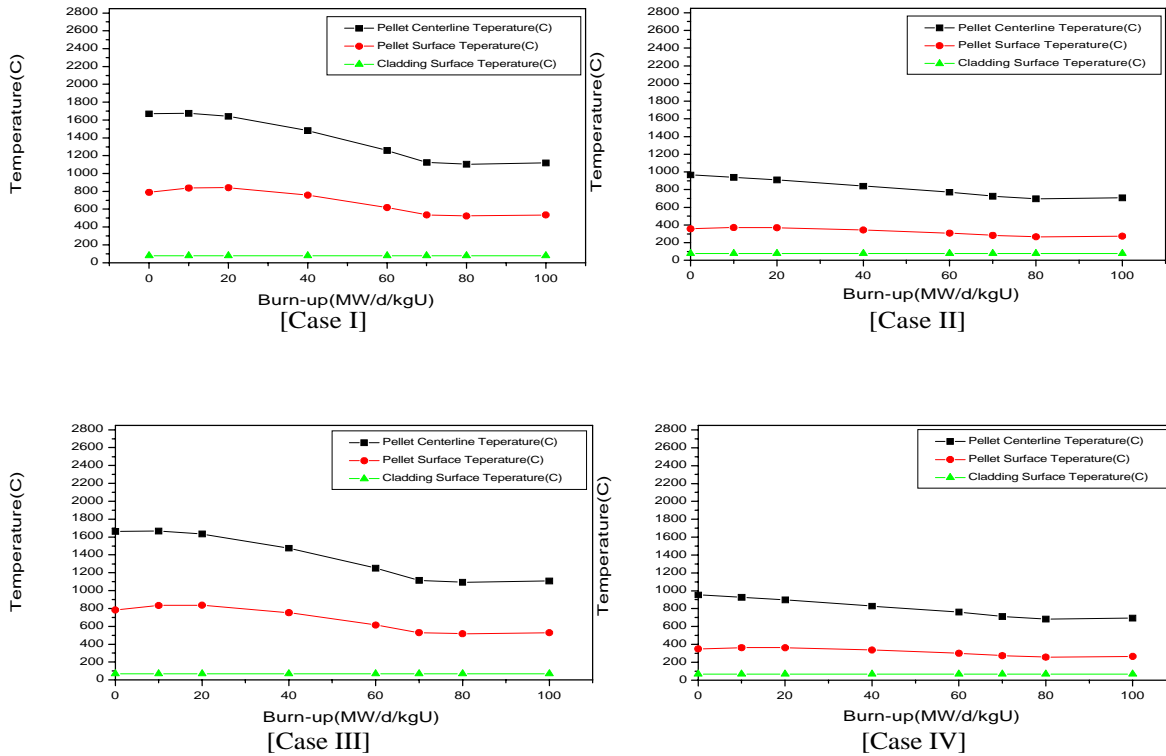 2800
2600
2400
2200
2000
1800
1600
1400
1200
1000
800
600
400
200
0
Temperature(C)
Pellet Centerline Teperature(C)
Pellet Surface Teperature(C)
Cladding Surface Teperature(C)
0 20 40 60 80 100
Burn-up(MW/d/kgU)
[Case I]
2800
2600
2400
2200
2000
1800
1600
1400
1200
1000
800
600
400
200
0
Temperature(C)
Pellet Centerline Teperature(C)
Pellet Surface Teperature(C)
Cladding Surface Teperature(C)
0 20 40 60 80 100
Burn-up(MW/d/kgU)
[Case II]
2800
2600
2400
2200
2000
1800
1600
1400
1200
1000
800
600
400
200
0
Temperature(C)
Pellet Centerline Teperature(C)
Pellet Surface Teperature(C)
Cladding Surface Teperature(C)
0 20 40 60 80 100
Burn-up(MW/d/kgU)
[Case III]
2800
2600
2400
2200
2000
1800
1600
1400
1200
1000
800
600
400
200
0
Temperature(C)
Pellet Centerline Teperature(C)
Pellet Surface Teperature(C)
Cladding Surface Teperature(C)
0 20 40 60 80 100
Burn-up(MW/d/kgU)
[Case IV]